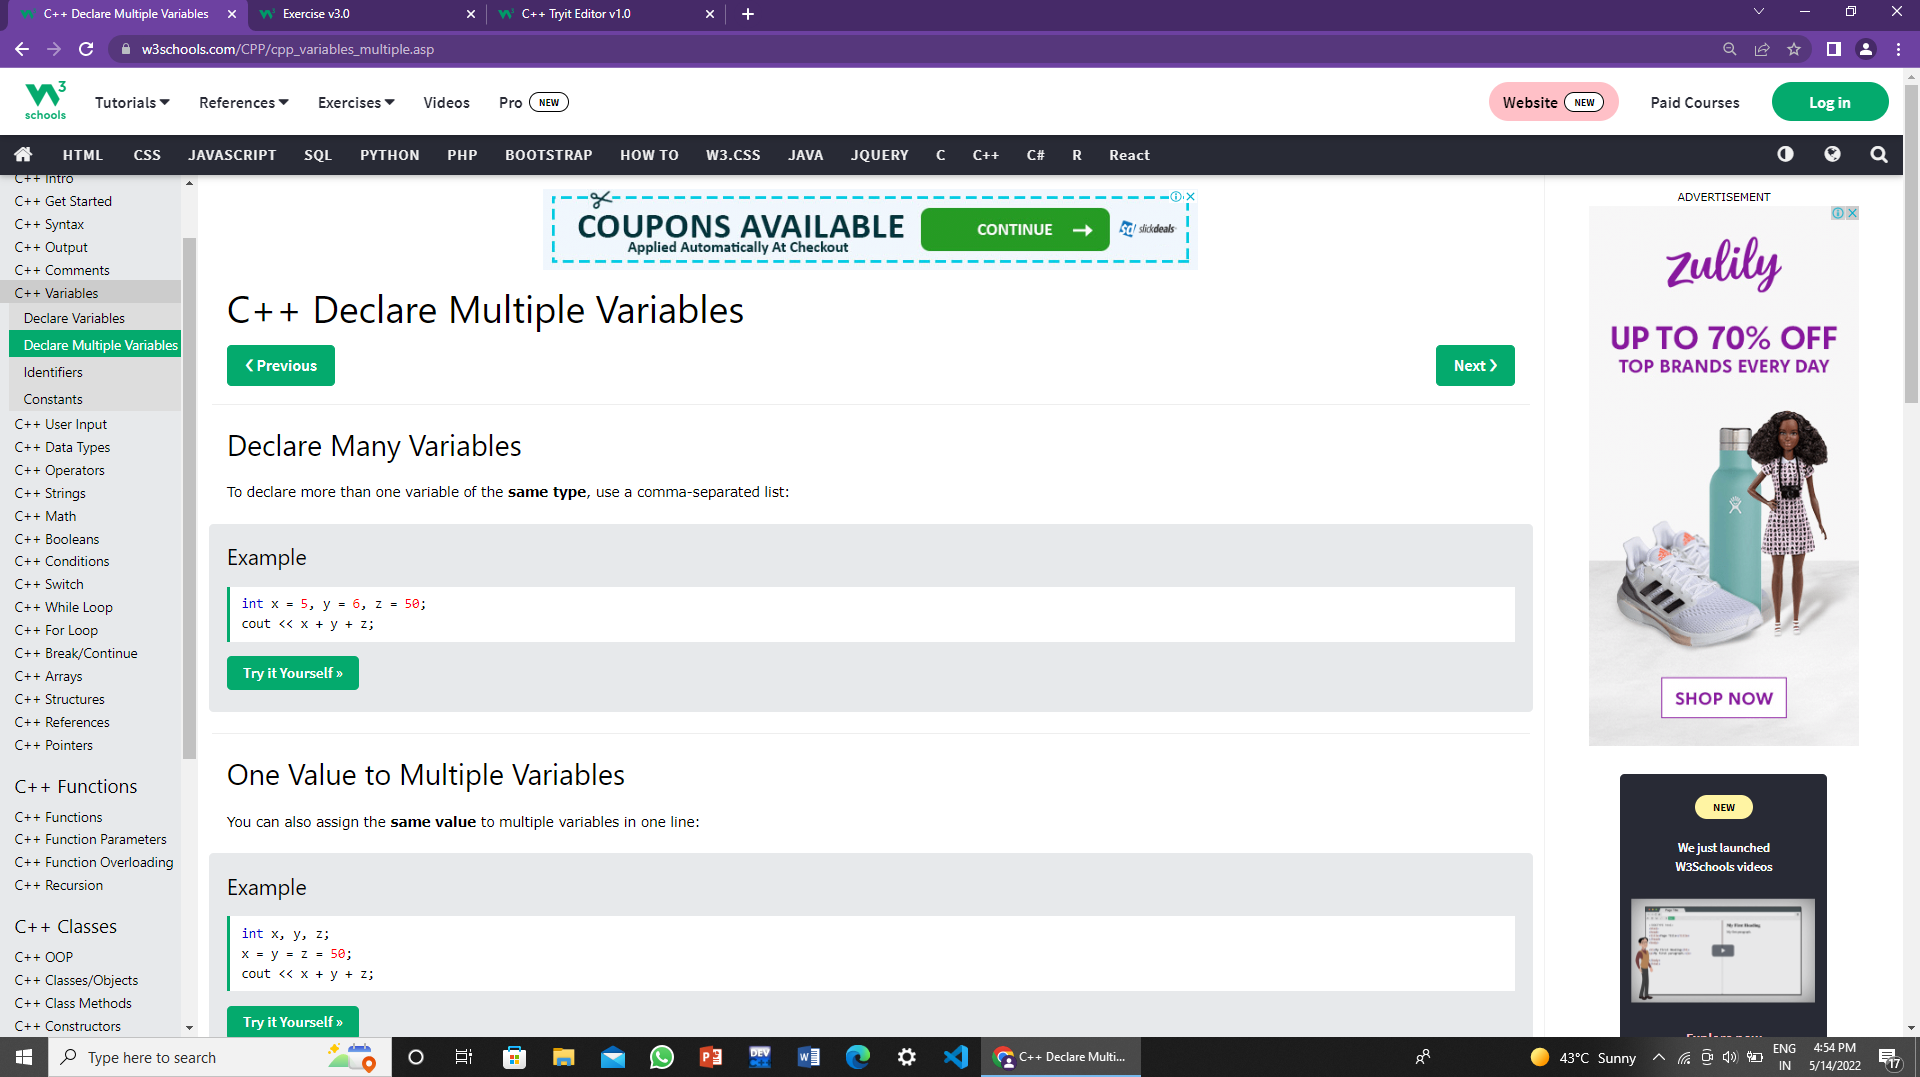 C++ Declare Multiple Variables
Exercise v3.0
C++ Tryit Editor v1.0
w3schools.com/CPP/cpp_variables_multiple.asp
3
schools
Tutorials
References
Exercises
Videos
Pro NEW
Website NEW
Paid Courses
Log in
HTML CSS JAVASCRIPT SQL PYTHON PHP BOOTSTRAP HOW TO W3.CSS JAVA JQUERY C C++ C# R React
C++ Intro
C++ Get Started
C++ Syntax
C++ Output
C++ Comments
C++ Variables
Declare Variables
Declare Multiple Variables
Identifiers
Constants
C++ User Input
C++ Data Types
C++ Operators
C++ Strings
C++ Math
C++ Booleans
C++ Conditions
C++ Switch
C++ While Loop
C++ For Loop
C++ Break/Continue
C++ Arrays
C++ Structures
C++ References
C++ Pointers
C++ Functions
C++ Functions
C++ Function Parameters
C++ Function Overloading
C++ Recursion
C++ Classes
C++ OOP
C++ Classes/Objects
C++ Class Methods
C++ Constructors
COUPONS AVAILABLE
Applied Automatically At Checkout
CONTINUE
sd slickdeals
C++ Declare Multiple Variables
❮ Previous
Next ❯
Declare Many Variables
To declare more than one variable of the same type, use a comma-separated list:
Example
int x = 5, y = 6, z = 50;
cout << x + y + z;
Try it Yourself »
One Value to Multiple Variables
You can also assign the same value to multiple variables in one line:
Example
int x, y, z;
x = y = z = 50;
cout << x + y + z;
Try it Yourself »
ADVERTISEMENT
zulily
UP TO 70% OFF
TOP BRANDS EVERY DAY
SHOP NOW
NEW
We just launched
W3Schools videos
My First Heading
Explore now
Type here to search
DEV
C++ Declare Multi...
43°C Sunny
ENG
IN
4:54 PM
5/14/2022
17